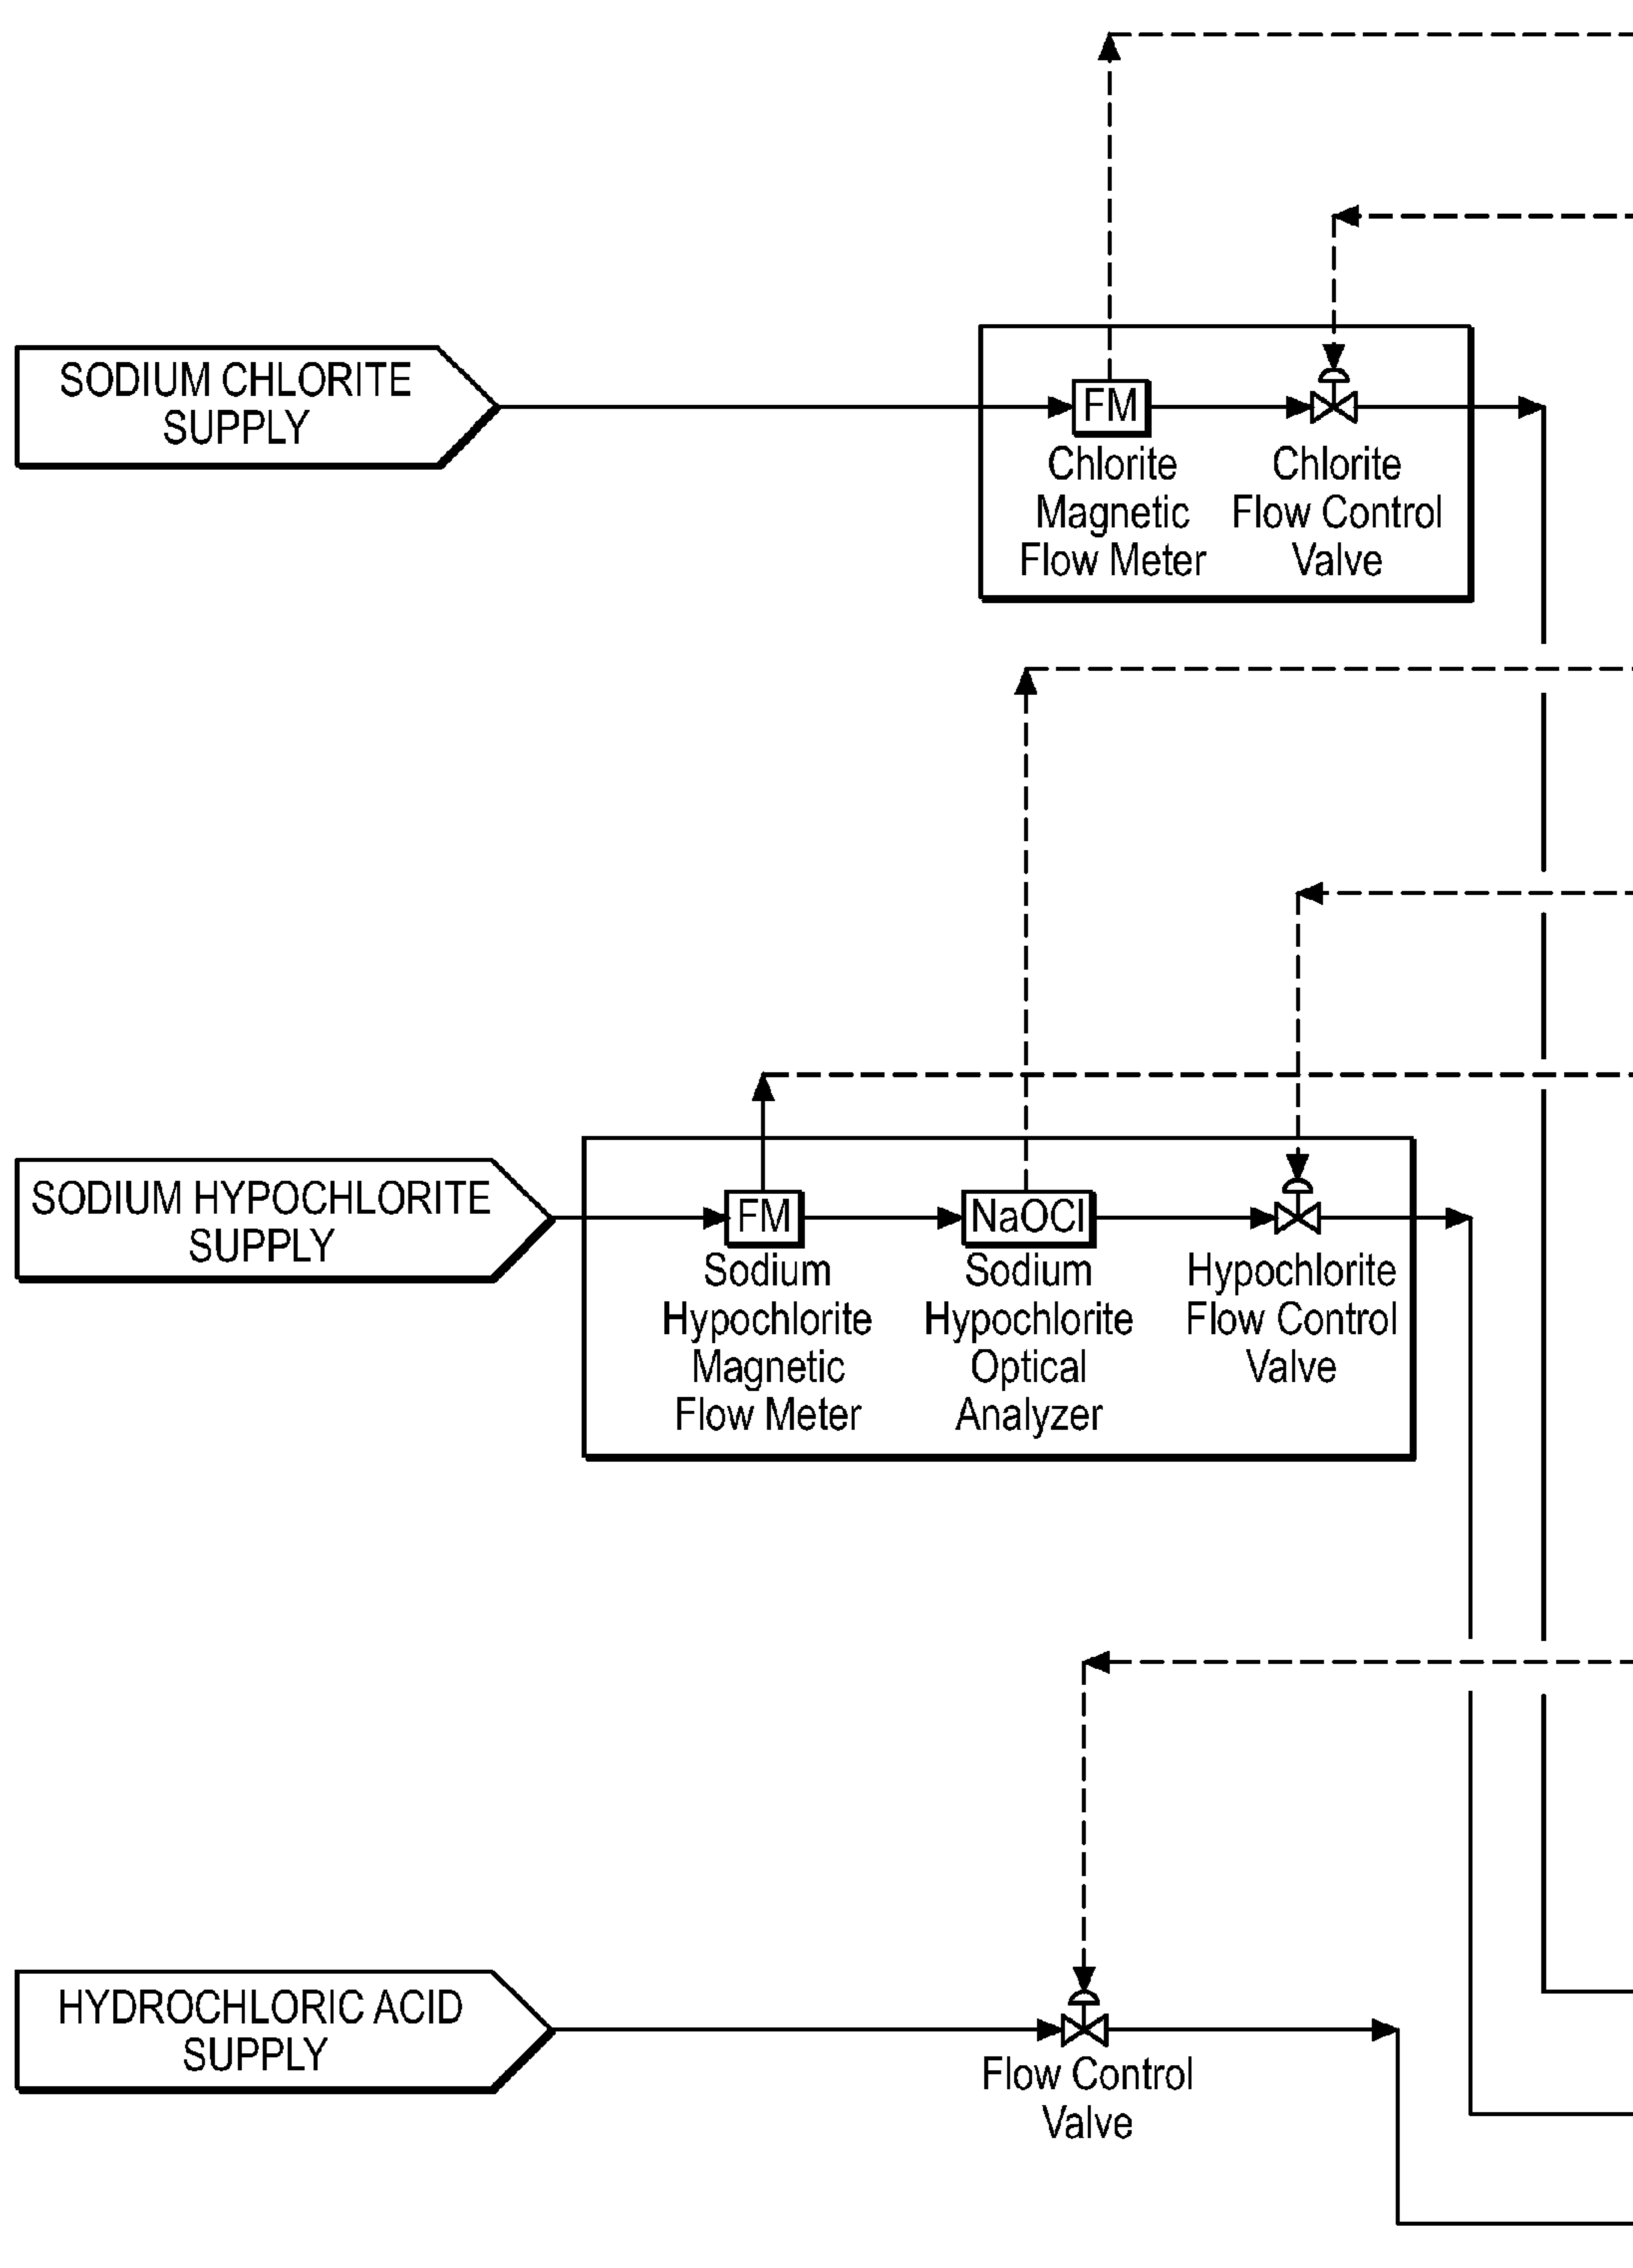 SODIUM CHLORITE
SUPPLY
FM
Chlorite
Magnetic
Flow Meter
Chlorite
Flow Control
Valve
SODIUM HYPOCHLORITE
SUPPLY
FM
Sodium
Hypochlorite
Magnetic
Flow Meter
NaOCl
Sodium
Hypochlorite
Optical
Analyzer
Hypochlorite
Flow Control
Valve
HYDROCHLORIC ACID
SUPPLY
Flow Control
Valve